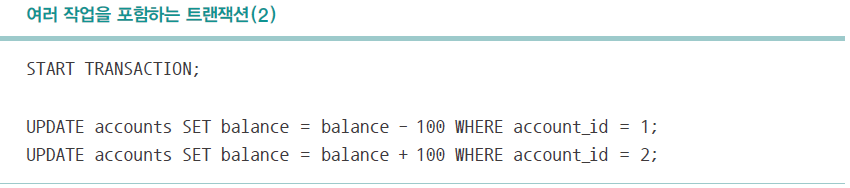 여러 작업을 포함하는 트랜잭션(2)
START TRANSACTION;
UPDATE accounts SET balance = balance - 100 WHERE account_id = 1;
UPDATE accounts SET balance = balance + 100 WHERE account_id = 2;